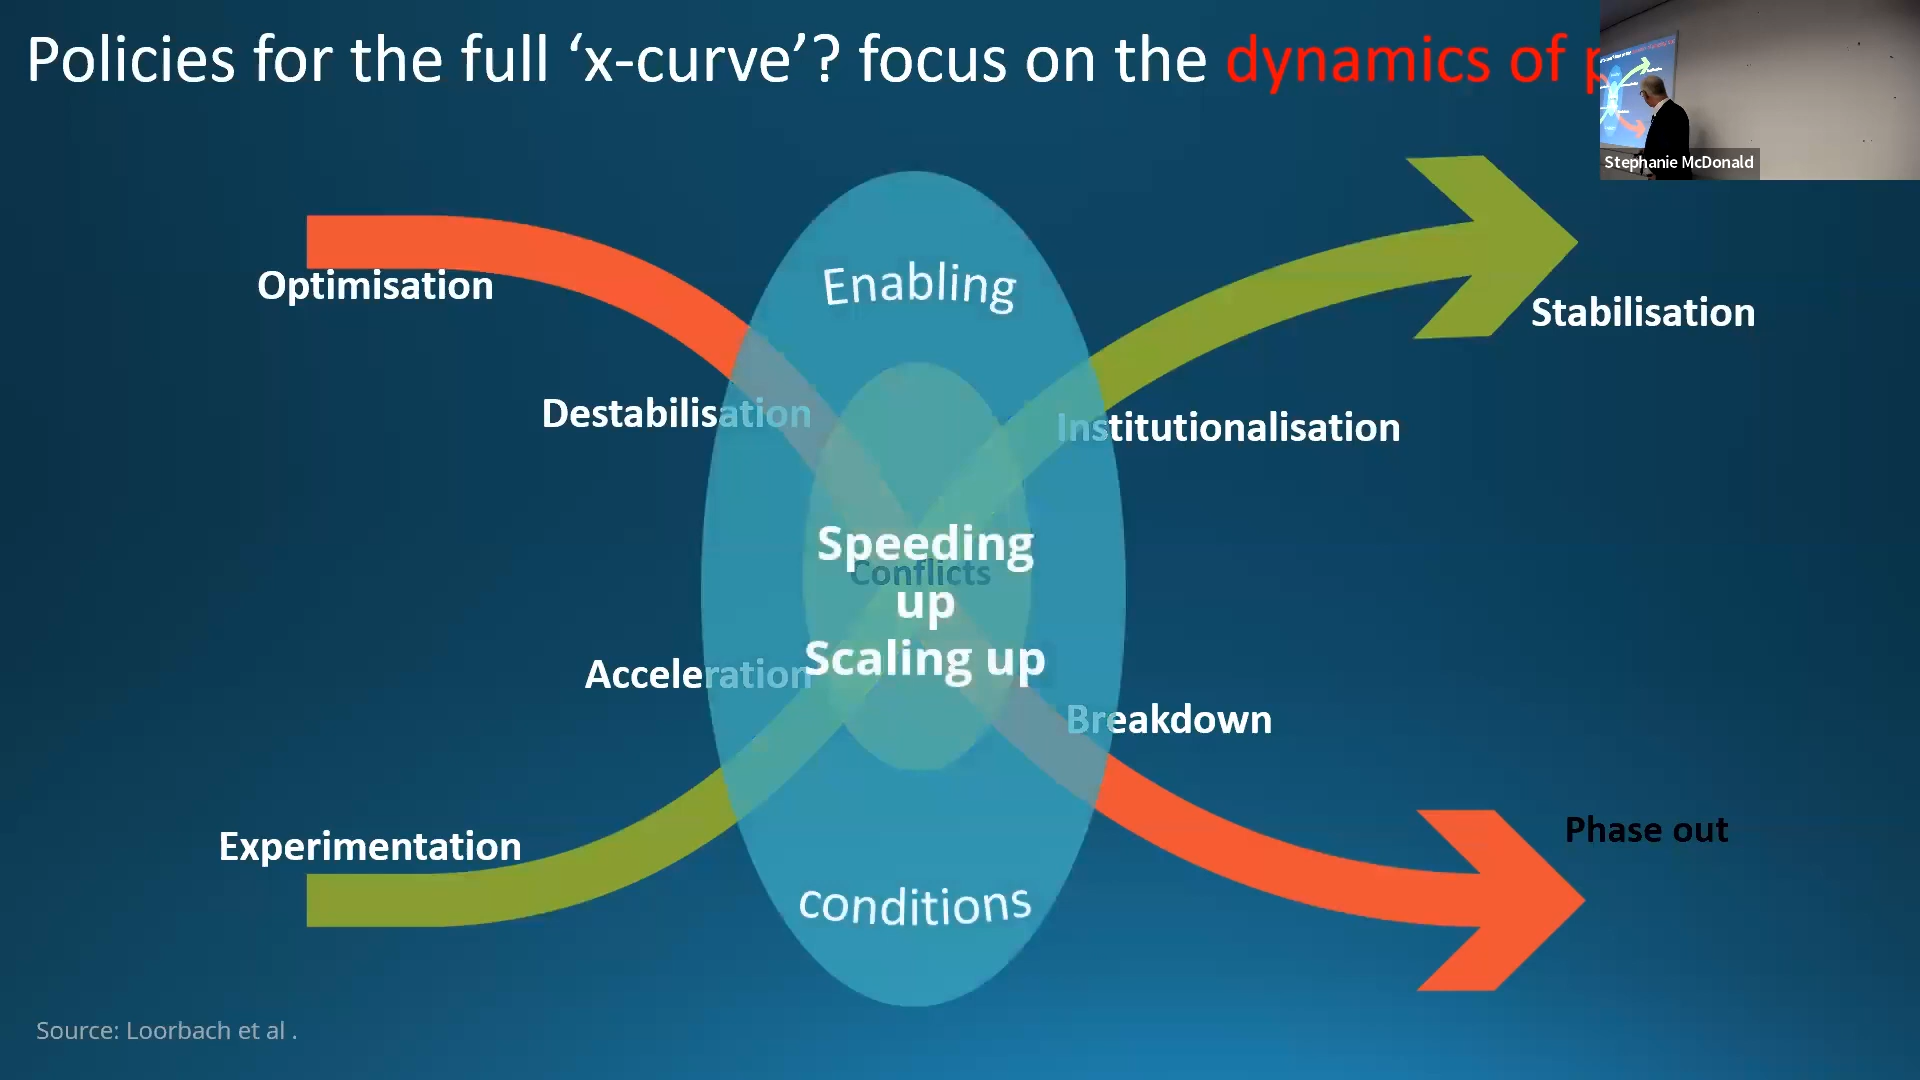 Policies for the full ‘x-curve’? focus on the dynamics of p
Stephanie McDonald
Optimisation
Enabling
Stabilisation
Destabilisation
Institutionalisation
Speeding
Conflicts
up
Scaling up
Acceleration
Breakdown
Experimentation
Phase out
conditions
Source: Loorbach et al .